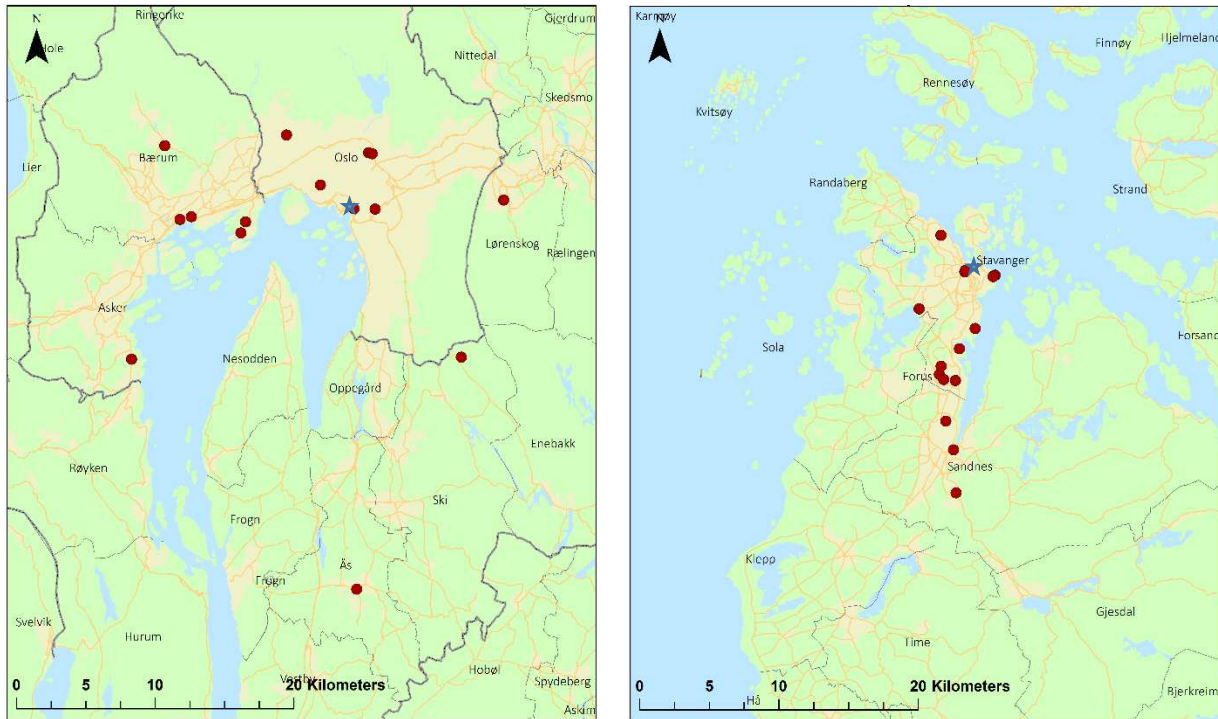 Ringerike
N
Hole
Gjerdrum
Nittedal
Skedsmo
Bærum
Oslo
Lier
Lørenskog
Rælingen
Asker
Nesodden
Oppegård
Enebakk
Røyken
Ski
Frogn
Ås
Frogn
Svelvik
Hurum
Vestby
Hobøl
Spydeberg
Askim
0 5 10 20 Kilometers
Karmøy
N
Finnøy
Hjelmeland
Rennesøy
Kvitsøy
Randaberg
Strand
Stavanger
Sola
Forsand
Forus
Sandnes
Klepp
Gjesdal
Time
Bjerkreim
Hå
0 5 10 20 Kilometers